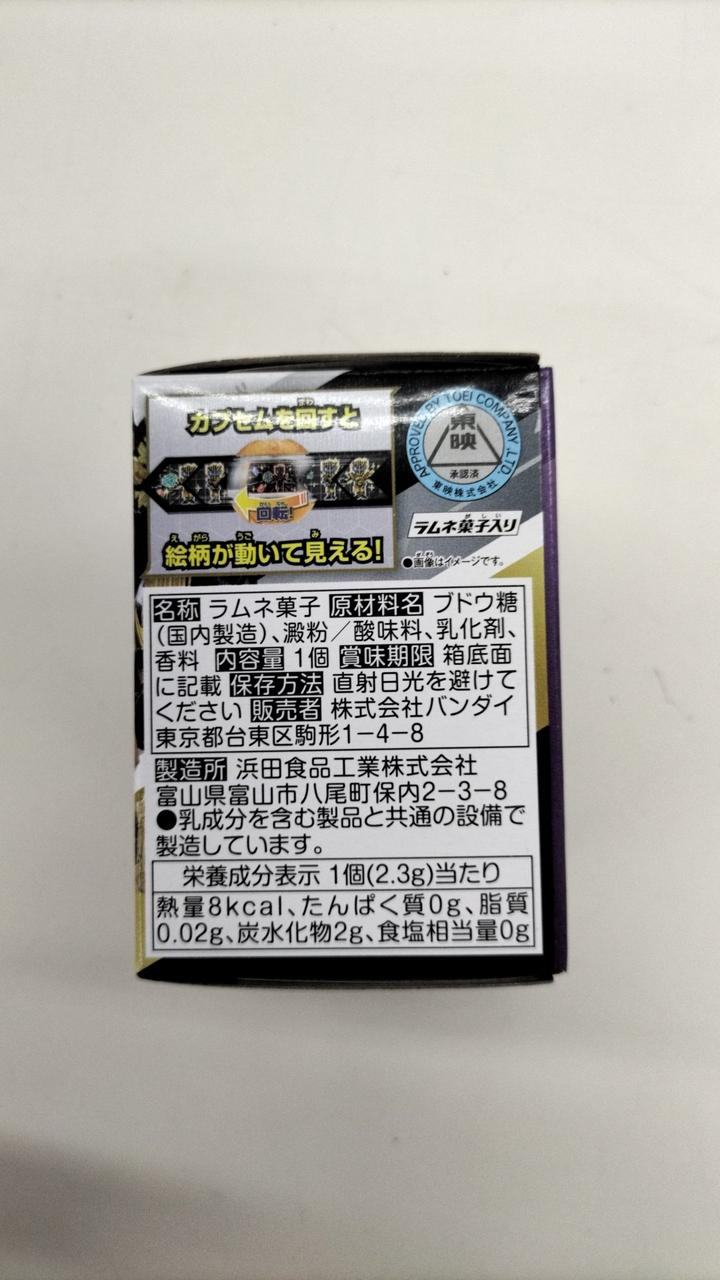 カプセムを回すと
回転!
絵柄が動いて見える!
APPROVED BY TOEI COMPANY, LTD.
東映
承認済
東映株式会社
ラムネ菓子入り
●画像はイメージです。
名称 ラムネ菓子 原材料名 ブドウ糖
(国内製造)、澱粉/酸味料、乳化剤、
香料 内容量 1個 賞味期限 箱底面
に記載 保存方法 直射日光を避けて
ください 販売者 株式会社バンダイ
東京都台東区駒形1-4-8
製造所 浜田食品工業株式会社
富山県富山市八尾町保内2-3-8
●乳成分を含む製品と共通の設備で
製造しています。
栄養成分表示 1個(2.3g)当たり
熱量8kcal、たんぱく質0g、脂質
0.02g、炭水化物2g、食塩相当量0g